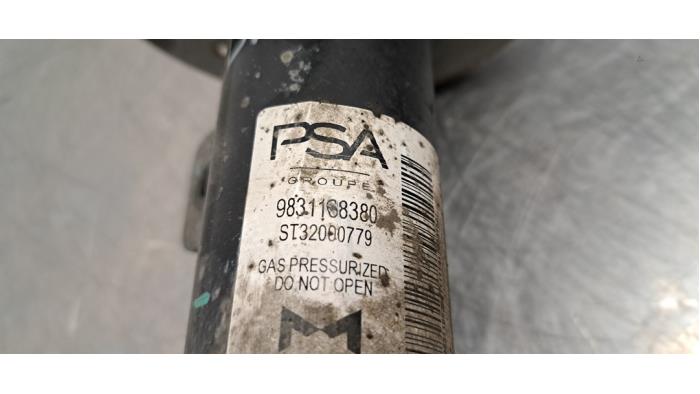 PSA
GROUPE
9831168380
ST32000779
GAS PRESSURIZED
DO NOT OPEN